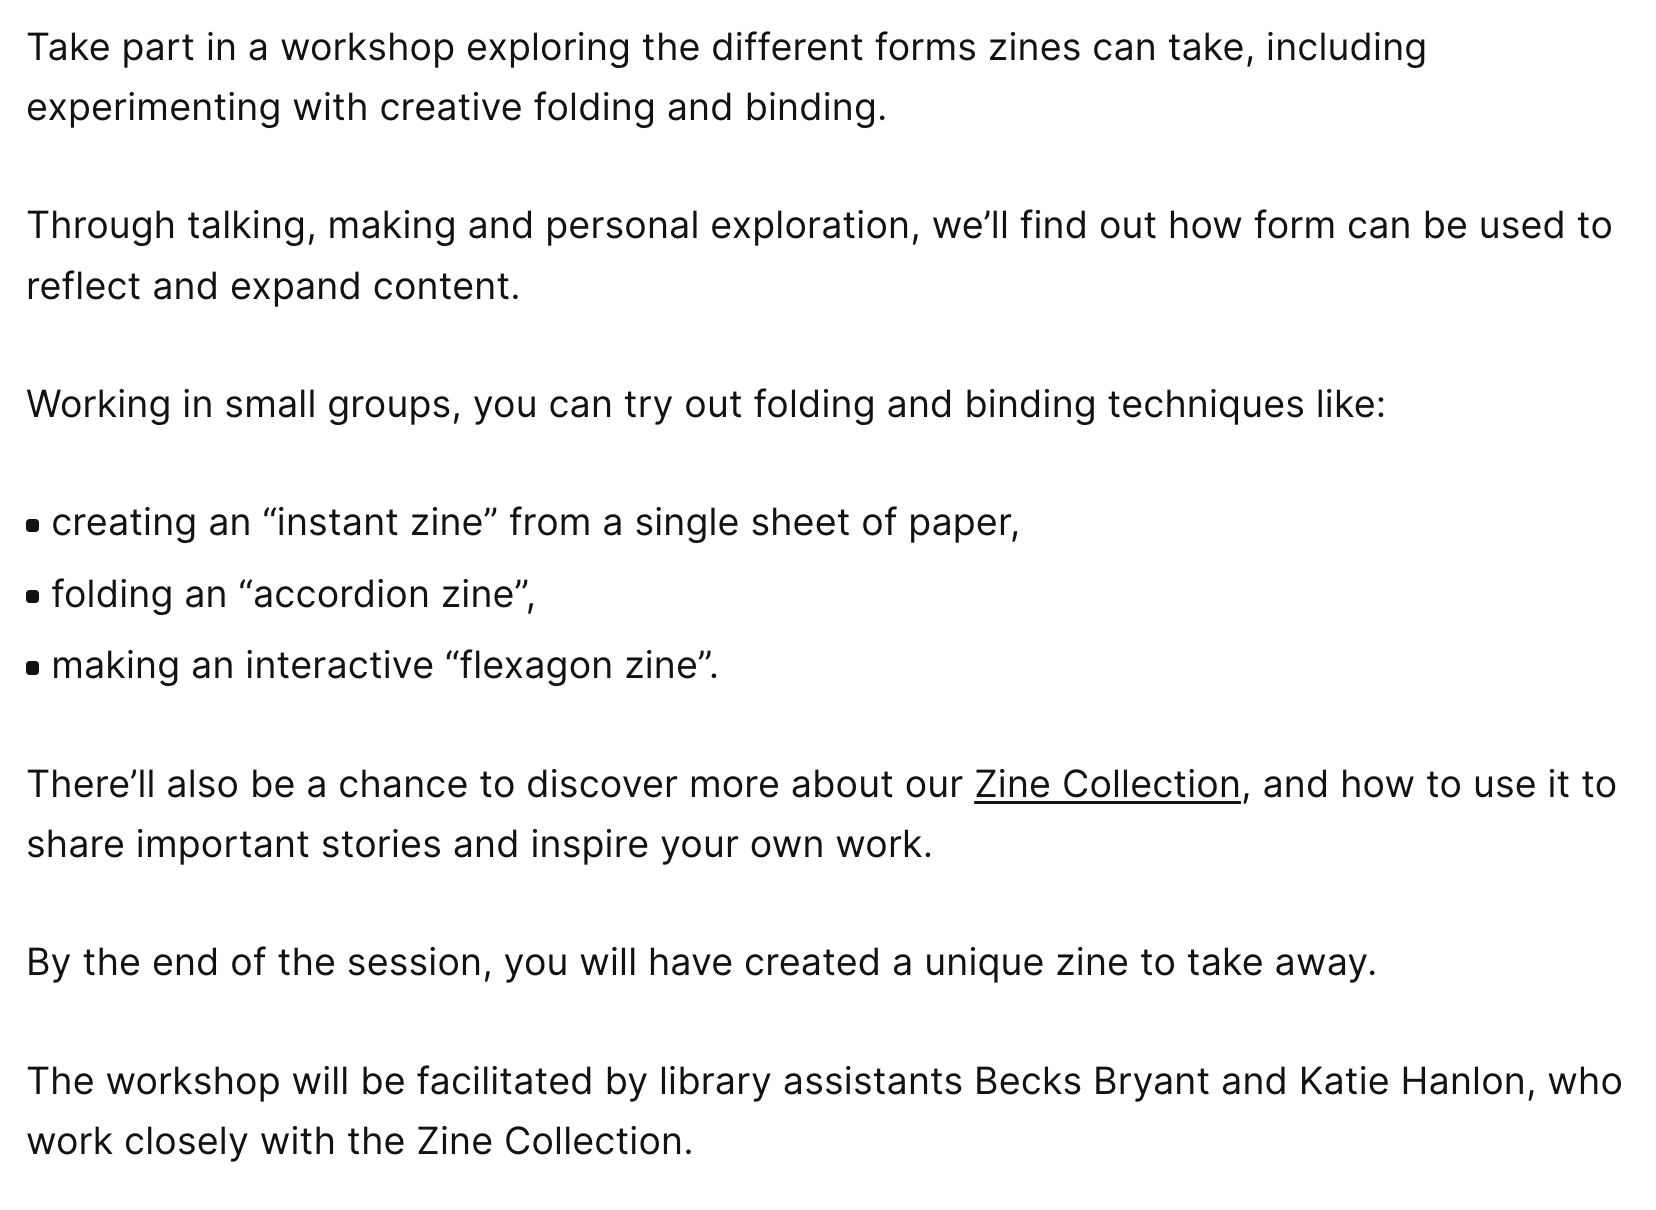 Take part in a workshop exploring the different forms zines can take, including
experimenting with creative folding and binding.
Through talking, making and personal exploration, we’ll find out how form can be used to
reflect and expand content.
Working in small groups, you can try out folding and binding techniques like:
▪ creating an “instant zine” from a single sheet of paper,
▪ folding an “accordion zine”,
▪ making an interactive “flexagon zine”.
There’ll also be a chance to discover more about our Zine Collection, and how to use it to
share important stories and inspire your own work.
By the end of the session, you will have created a unique zine to take away.
The workshop will be facilitated by library assistants Becks Bryant and Katie Hanlon, who
work closely with the Zine Collection.